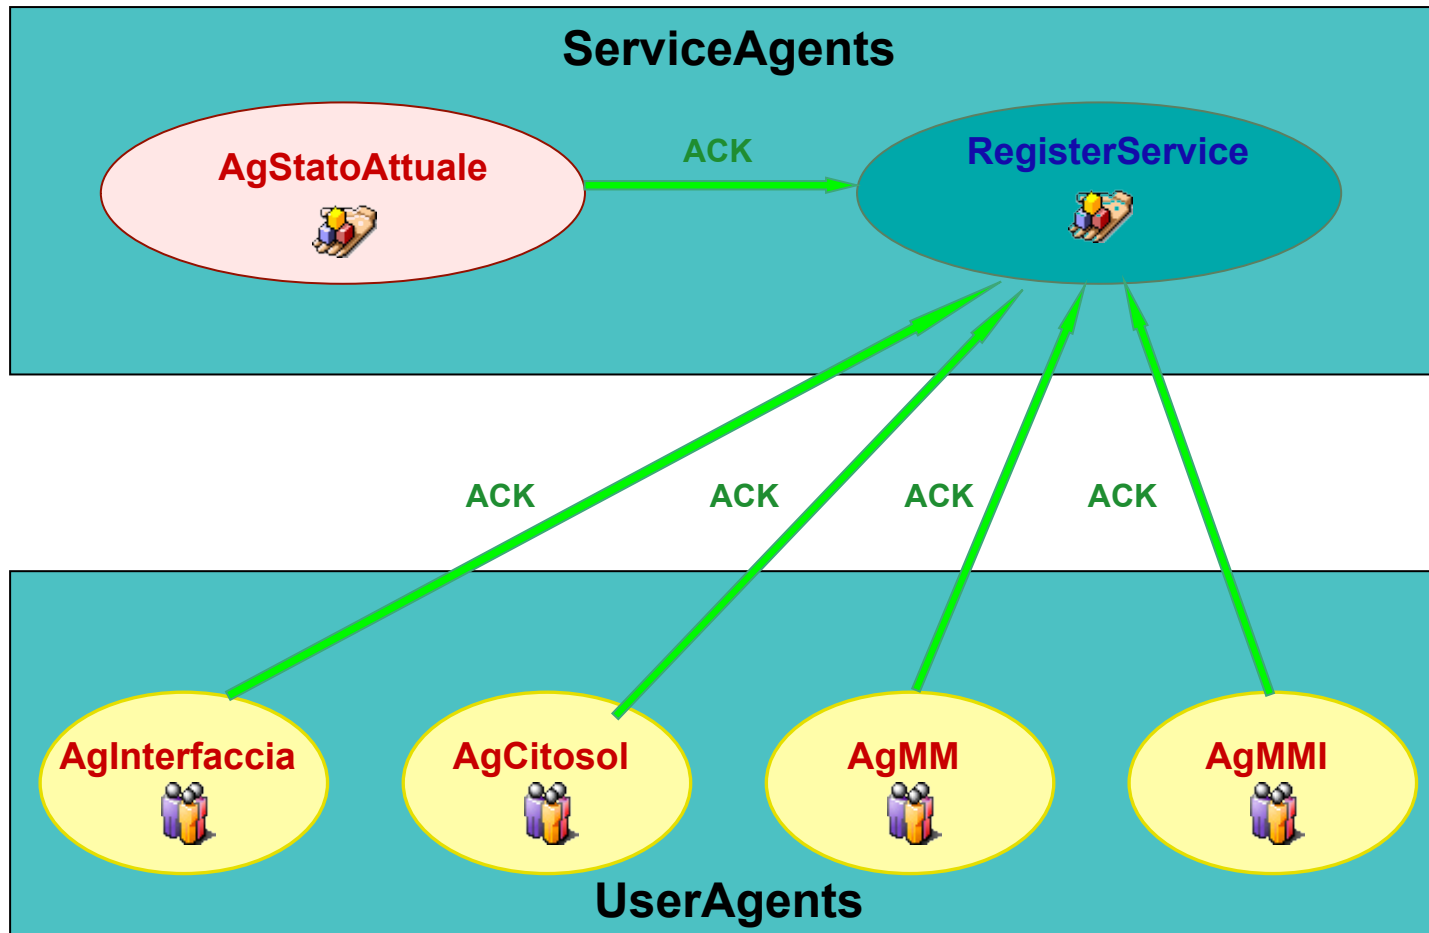 ServiceAgents
AgStatoAttuale
ACK
RegisterService
ACK
ACK
ACK
ACK
AgInterfaccia
AgCitosol
AgMM
AgMMI
UserAgents